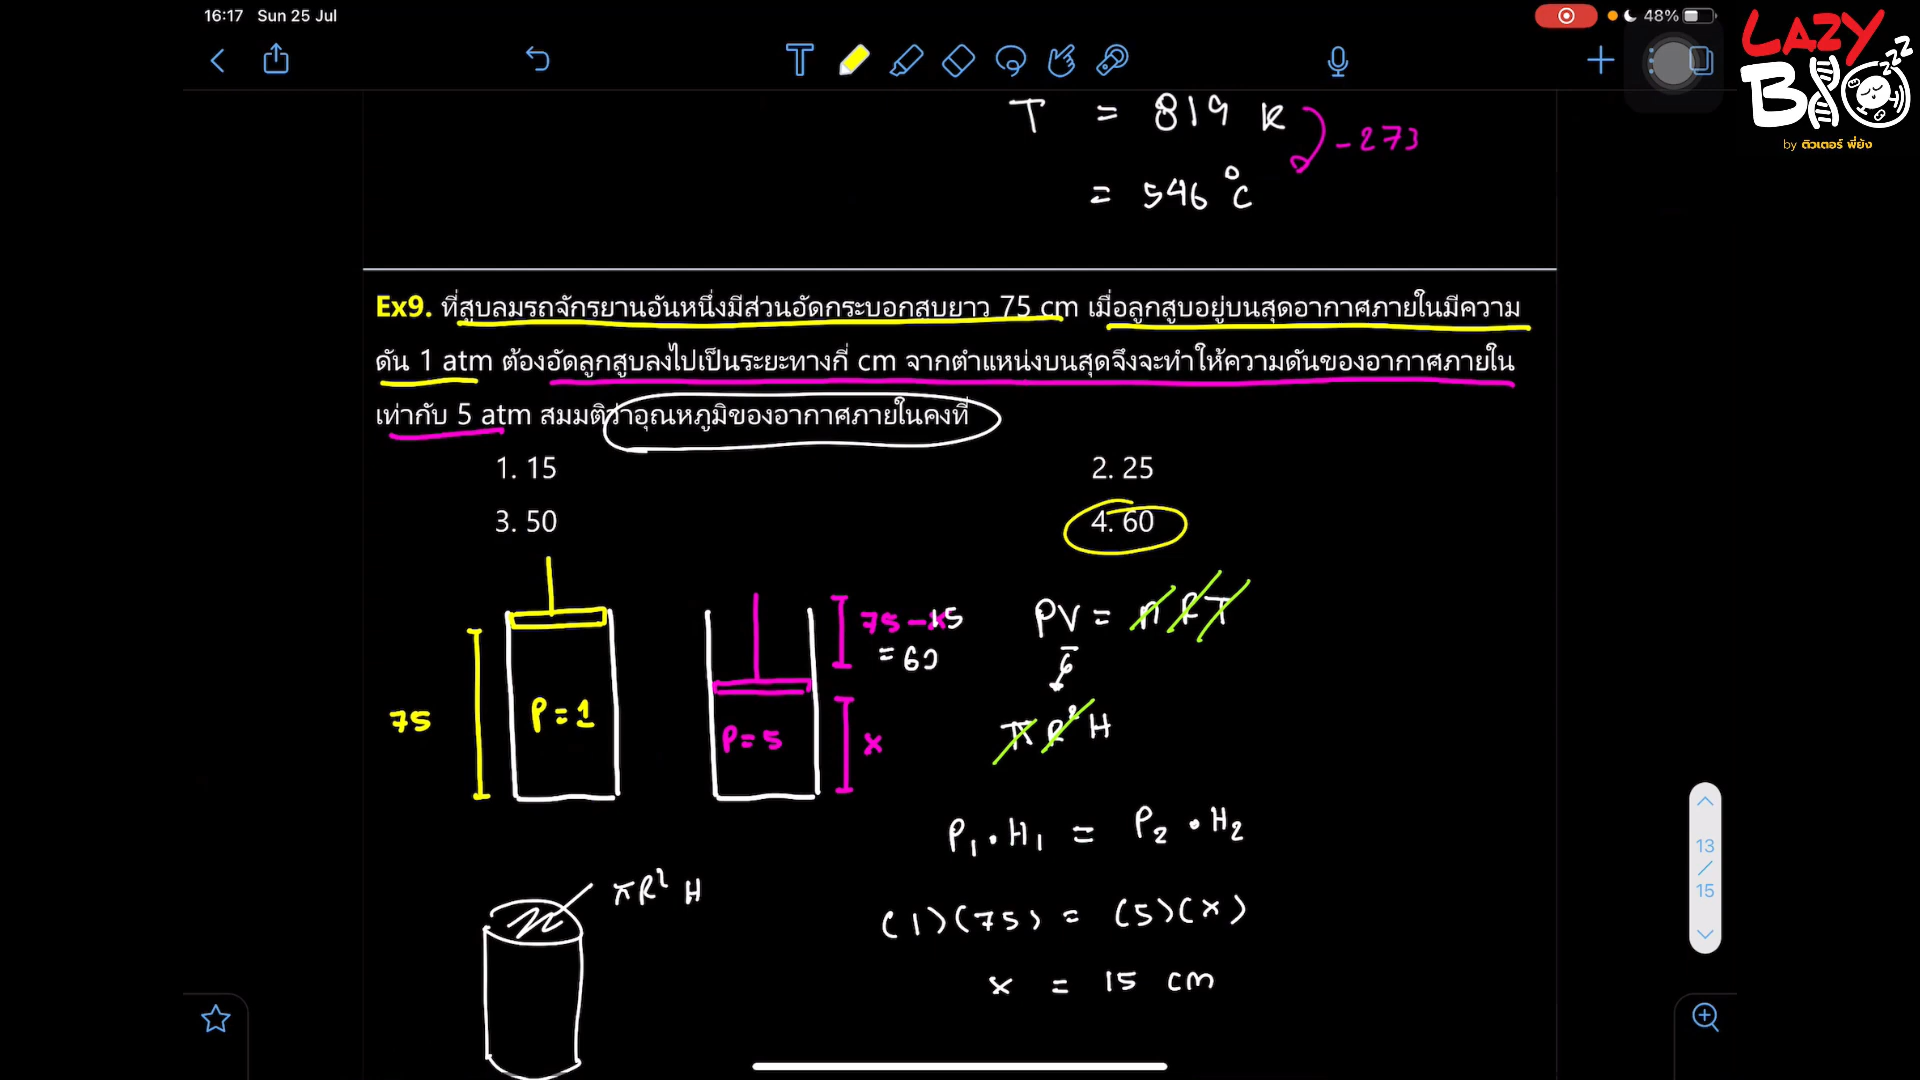 16:17 Sun 25 Jul
48%
LAZY
BIO zzz
by ติวเตอร์ พี่ยัง
T = 819 K
-273
= 546 °C
Ex9. ที่สูบลมรถจักรยานอันหนึ่งมีส่วนอัดกระบอกสบยาว 75 cm เมื่อลูกสูบอยู่บนสุดอากาศภายในมีความ
ดัน 1 atm ต้องอัดลูกสูบลงไปเป็นระยะทางกี่ cm จากตำแหน่งบนสุดจึงจะทำให้ความดันของอากาศภายใน
เท่ากับ 5 atm สมมติว่าอุณหภูมิของอากาศภายในคงที่
1. 15
2. 25
3. 50
4. 60
75
P=1
P=5
75-15
=60
x
PV = nRT
πR²H
P₁·H₁ = P₂·H₂
(1)(75) = (5)(x)
x = 15 cm
πR² H
13
/
15